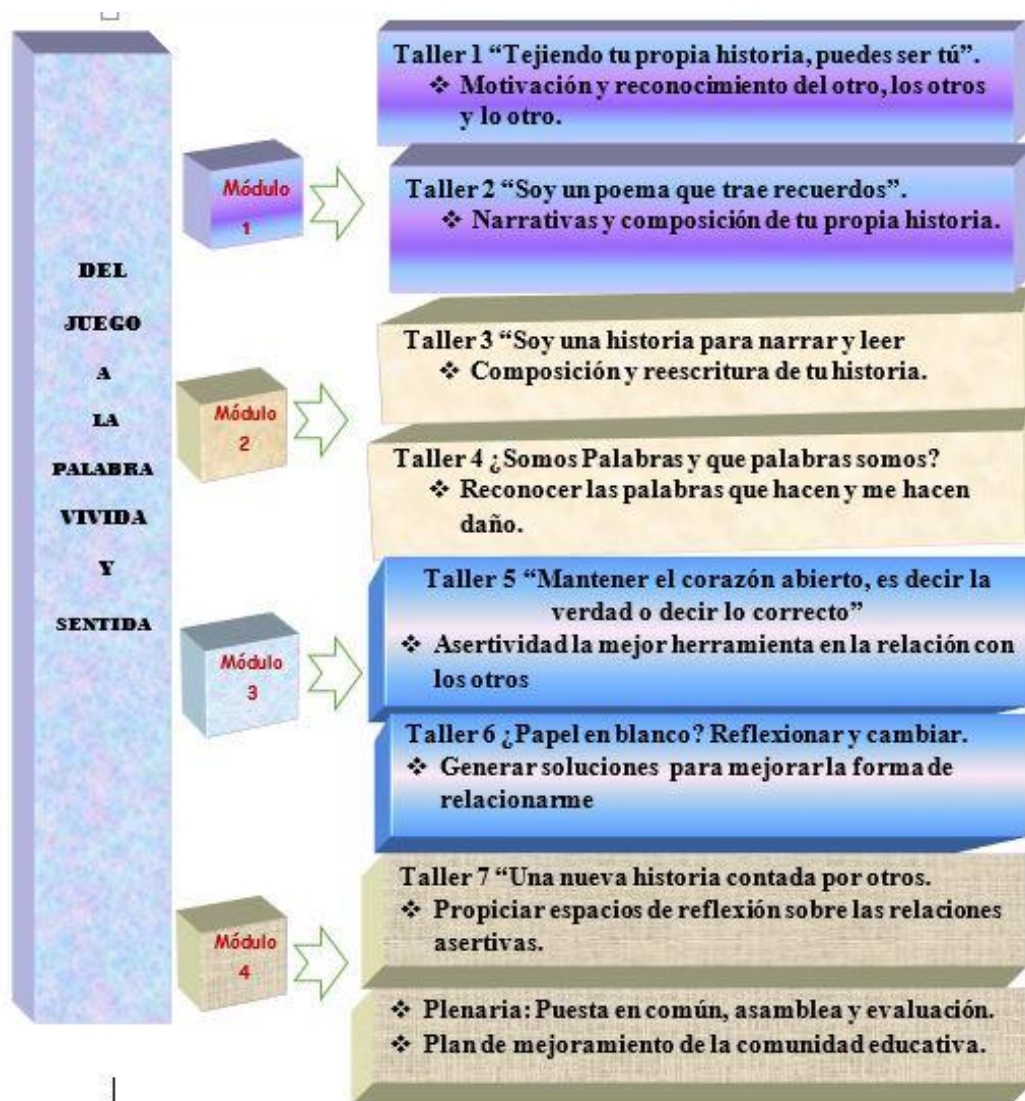 DEL
JUEGO
A
LA
PALABRA
VIVIDA
Y
SENTIDA
Módulo
1
Taller 1 “Tejiendo tu propia historia, puedes ser tú”.
❖ Motivación y reconocimiento del otro, los otros
y lo otro.
Taller 2 “Soy un poema que trae recuerdos”.
❖ Narrativas y composición de tu propia historia.
Módulo
2
Taller 3 “Soy una historia para narrar y leer
❖ Composición y reescritura de tu historia.
Taller 4 ¿Somos Palabras y que palabras somos?
❖ Reconocer las palabras que hacen y me hacen
daño.
Módulo
3
Taller 5 “Mantener el corazón abierto, es decir la
verdad o decir lo correcto”
❖ Asertividad la mejor herramienta en la relación con
los otros
Taller 6 ¿Papel en blanco? Reflexionar y cambiar.
❖ Generar soluciones para mejorar la forma de
relacionarme
Módulo
4
Taller 7 “Una nueva historia contada por otros.
❖ Propiciar espacios de reflexión sobre las relaciones
asertivas.
❖ Plenaria: Puesta en común, asamblea y evaluación.
❖ Plan de mejoramiento de la comunidad educativa.